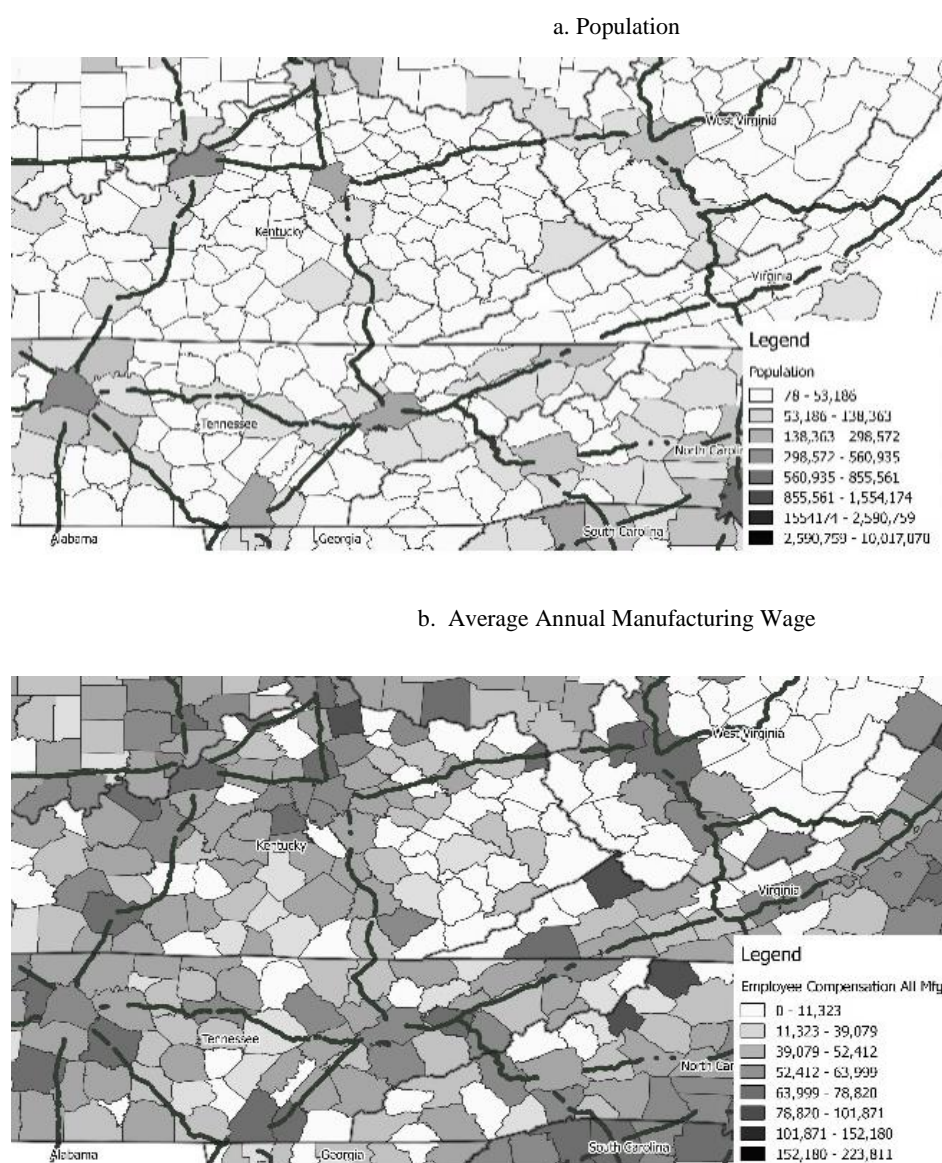 a. Population
West Virginia
Kentucky
Virginia
Tennessee
North Carolin
Alabama
Georgia
South Carolina
Legend
Population
78 - 53,186
53,186 - 138,363
138,363 - 298,572
298,572 - 560,935
560,935 - 855,561
855,561 - 1,554,174
1554174 - 2,590,759
2,590,759 - 10,017,070
b. Average Annual Manufacturing Wage
West Virginia
Kentucky
Virginia
Tennessee
North Car
Alabama
Georgia
South Carolina
Legend
Employee Compensation All Mfg
0 - 11,323
11,323 - 39,079
39,079 - 52,412
52,412 - 63,999
63,999 - 78,820
78,820 - 101,871
101,871 - 152,180
152,180 - 223,811